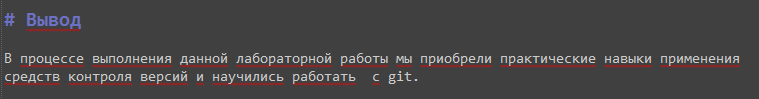 # Вывод
В процессе выполнения данной лабораторной работы мы приобрели практические навыки применения
средств контроля версий и научились работать  с git.